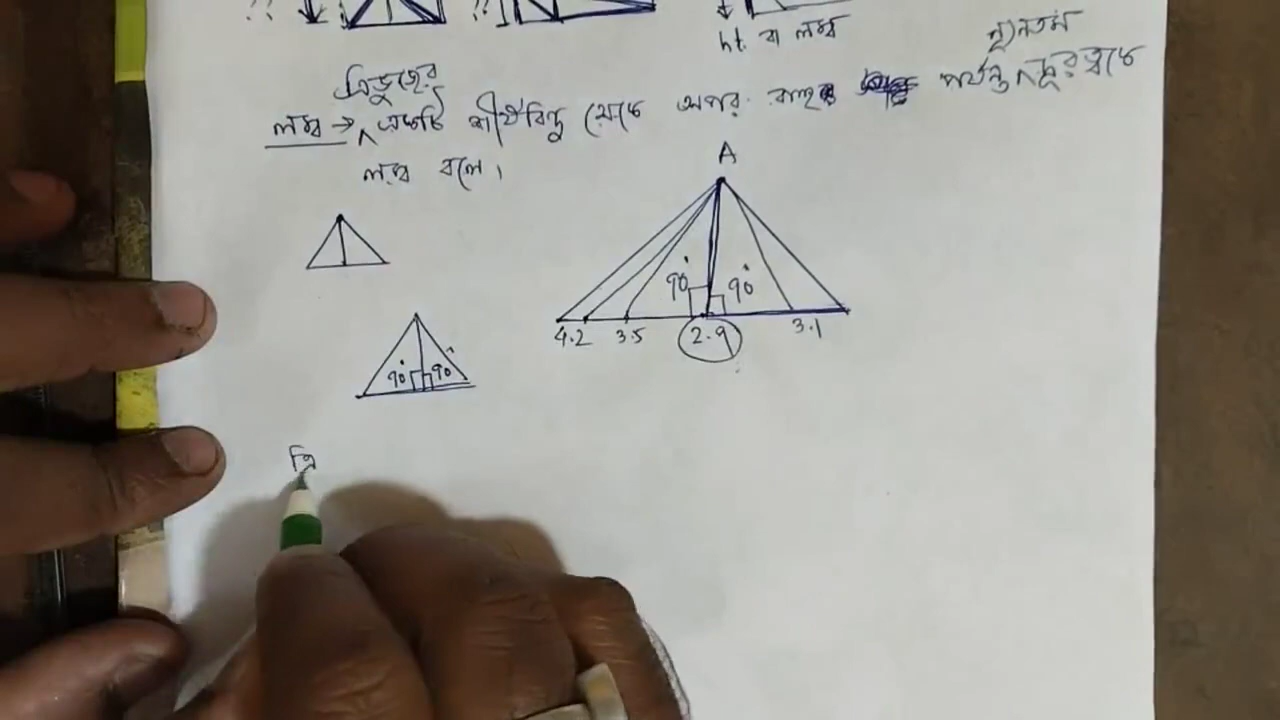 ?? ??
ht. বা লম্ব
ন্যূনতম
ত্রিভুজের
লম্ব → ^ একটি শীর্ষবিন্দু থেকে অপর বাহু পর্যন্ত ^ দূরত্বকে
লম্ব বলে।
A
90° 90°
4.2 3.5 2.9 3.1
90° 90°
ত্রি